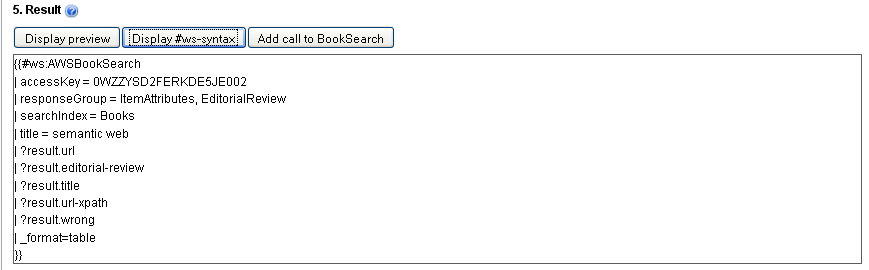 5. Result
Display preview Display #ws-syntax Add call to BookSearch
{{#ws:AWSBookSearch
| accessKey = 0WZZYSD2FERKDE5JE002
| responseGroup = ItemAttributes, EditorialReview
| searchIndex = Books
| title = semantic web
| ?result.url
| ?result.editorial-review
| ?result.title
| ?result.url-xpath
| ?result.wrong
| _format=table
}}